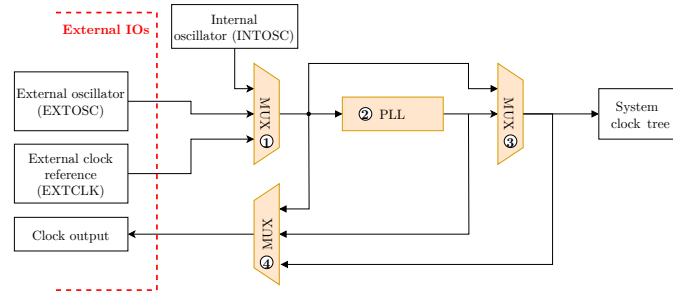 External IOs
Internal
oscillator (INTOSC)
External oscillator
(EXTOSC)
MUX ①
② PLL
MUX ③
System
clock tree
External clock
reference
(EXTCLK)
Clock output
MUX
④